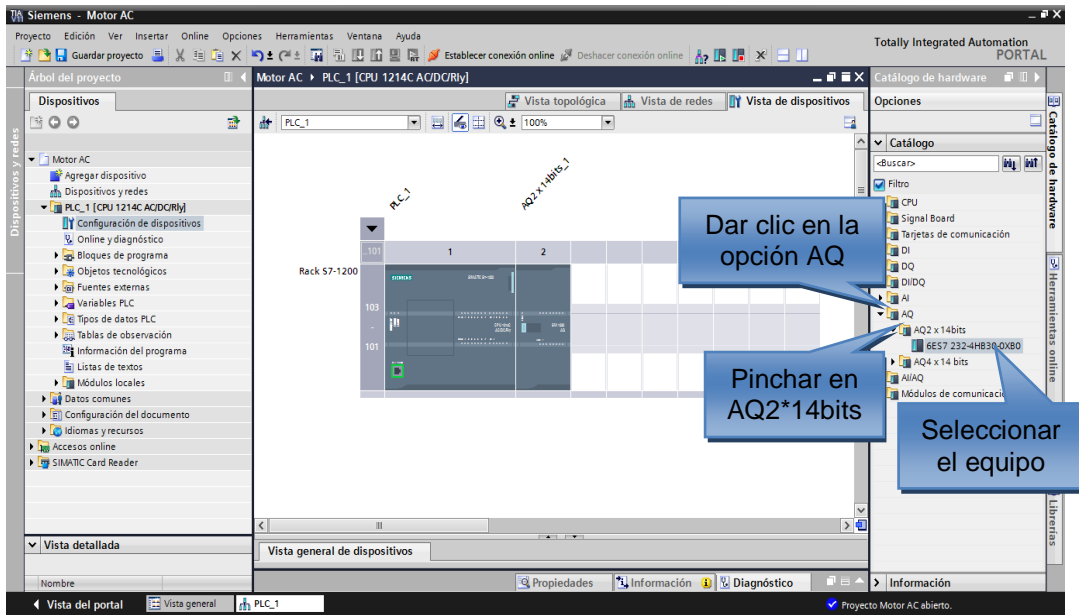 Siemens - Motor AC
Proyecto Edición Ver Insertar Online Opciones Herramientas Ventana Ayuda
Guardar proyecto
Establecer conexión online
Deshacer conexión online
Totally Integrated Automation
PORTAL
Árbol del proyecto
Motor AC ▸ PLC_1 [CPU 1214C AC/DC/Rly]
Catálogo de hardware
Dispositivos
Vista topológica
Vista de redes
Vista de dispositivos
Opciones
PLC_1
100%
Dispositivos y redes
Motor AC
Agregar dispositivo
Dispositivos y redes
PLC_1 [CPU 1214C AC/DC/Rly]
Configuración de dispositivos
Online y diagnóstico
Bloques de programa
Objetos tecnológicos
Fuentes externas
Variables PLC
Tipos de datos PLC
Tablas de observación
Información del programa
Listas de textos
Módulos locales
Datos comunes
Configuración del documento
Idiomas y recursos
Accesos online
SIMATIC Card Reader
Vista detallada
Nombre
PLC_1
AQ2 x 14bits_1
..101
1
2
Rack S7-1200
SIEMENS
103
-
101
Dar clic en la
opción AQ
Pinchar en
AQ2*14bits
Seleccionar
el equipo
Catálogo
<Buscar>
Filtro
CPU
Signal Board
Tarjetas de comunicación
DI
DQ
DI/DQ
AI
AQ
AQ2 x 14bits
6ES7 232-4HB30-0XB0
AQ4 x 14 bits
AI/AQ
Módulos de comunicaci
Catálogo de hardware
Herramientas online
Librerías
Vista general de dispositivos
Propiedades
Información
Diagnóstico
Información
Vista del portal
Vista general
PLC_1
Proyecto Motor AC abierto.